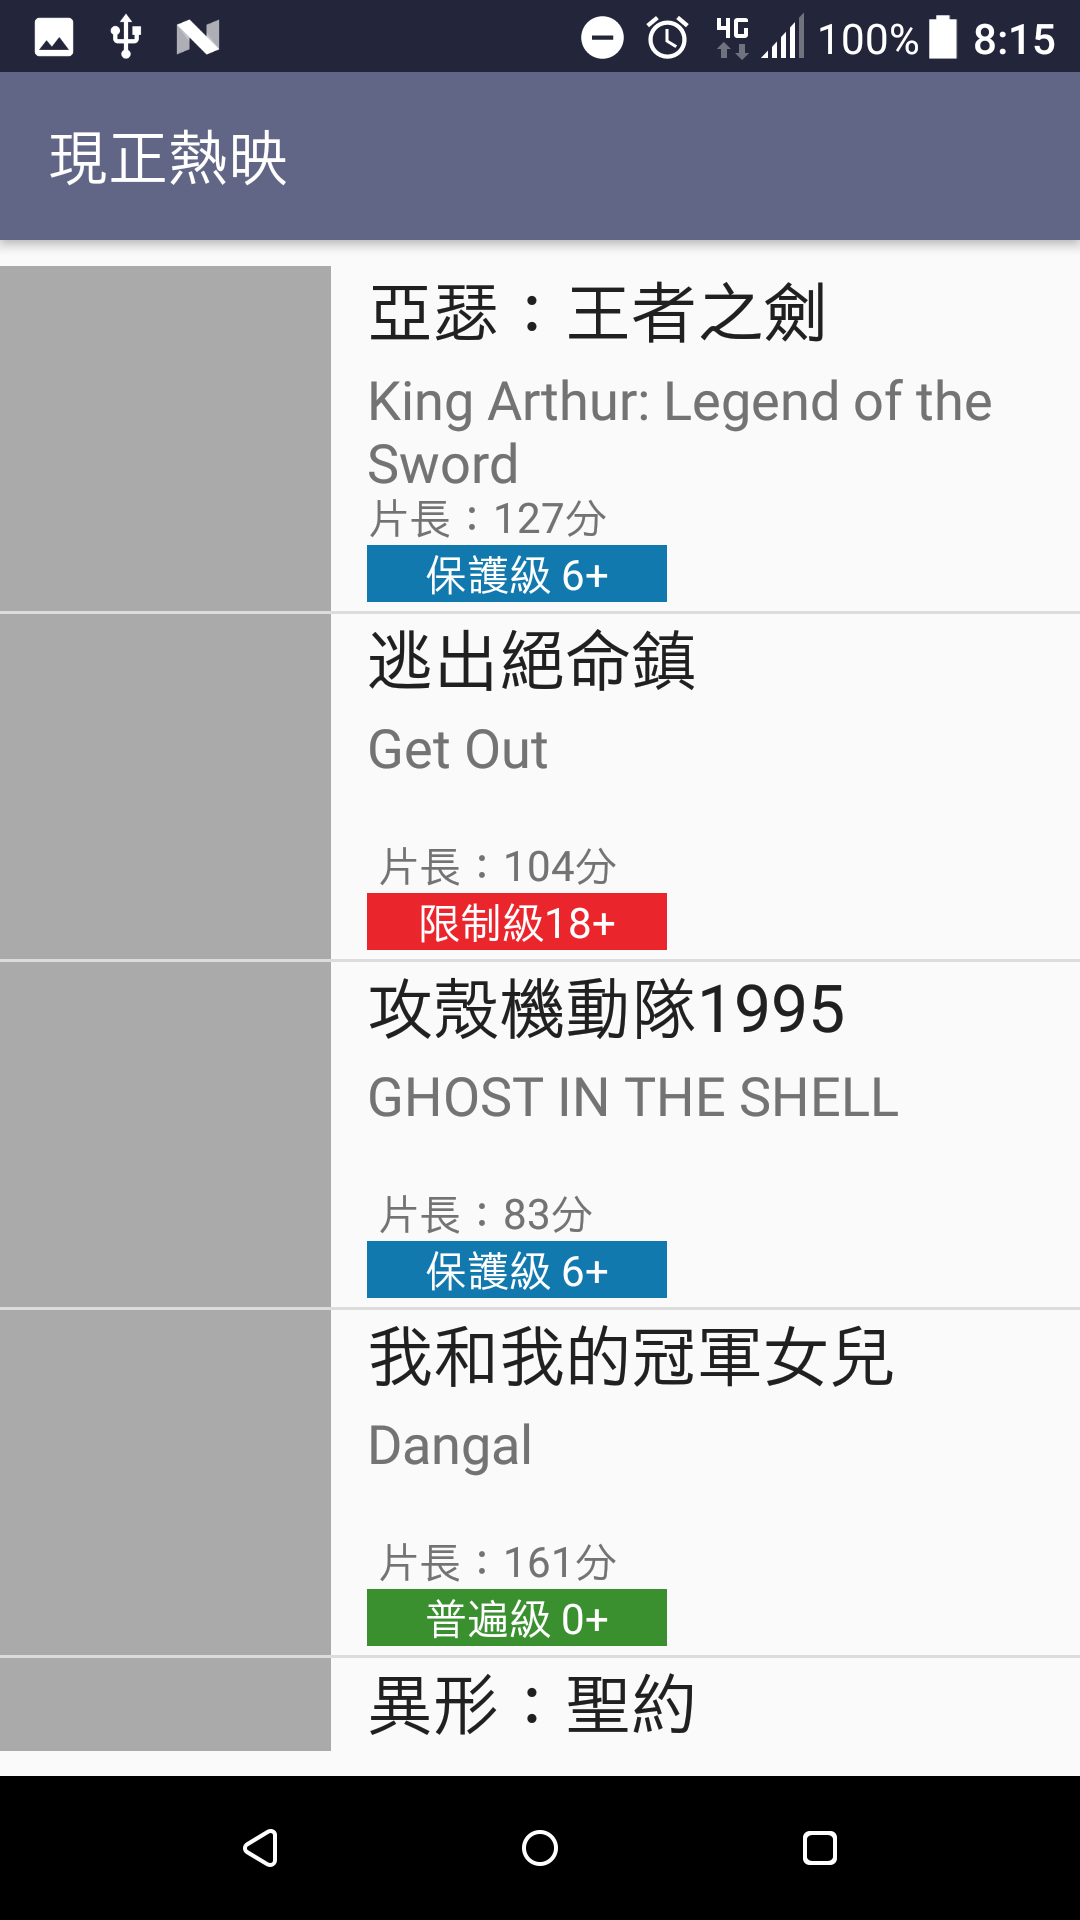 4G 100% 8:15
現正熱映
亞瑟：王者之劍
King Arthur: Legend of the
Sword
片長：127分
保護級 6+
逃出絕命鎮
Get Out
片長：104分
限制級18+
攻殼機動隊1995
GHOST IN THE SHELL
片長：83分
保護級 6+
我和我的冠軍女兒
Dangal
片長：161分
普遍級 0+
異形：聖約